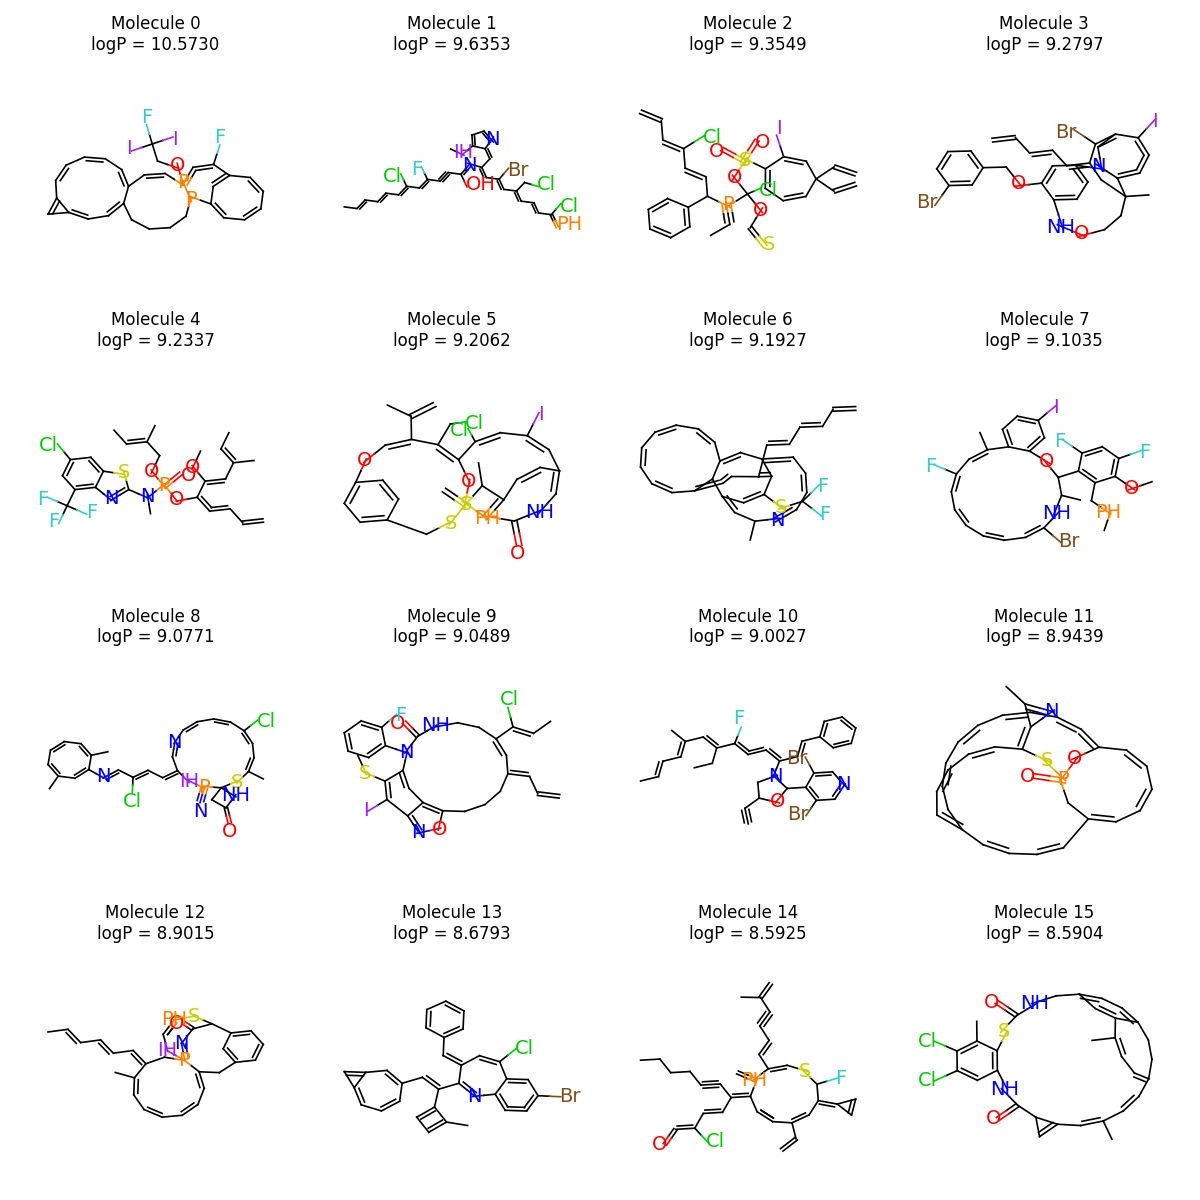 Molecule 0
logP = 10.5730
Molecule 1
logP = 9.6353
Molecule 2
logP = 9.3549
Molecule 3
logP = 9.2797
F
I
I
F
O
P
P
N
IH
N
Cl
F
OH
Br
Cl
Cl
PH
Cl
I
O
O
S
O
Cl
P
O
S
I
Br
N
O
Br
NH
O
Molecule 4
logP = 9.2337
Molecule 5
logP = 9.2062
Molecule 6
logP = 9.1927
Molecule 7
logP = 9.1035
Cl
S
O
O
O
P
N
N
O
F
F
F
I
Cl
Cl
O
O
S
S
PH
NH
O
F
F
S
N
I
F
F
F
O
O
NH
PH
Br
Molecule 8
logP = 9.0771
Molecule 9
logP = 9.0489
Molecule 10
logP = 9.0027
Molecule 11
logP = 8.9439
Cl
N
N
Cl
IH
P
S
NH
N
O
F
O
NH
Cl
N
S
I
N
O
F
Br
N
N
O
Br
N
S
O
O
P
Molecule 12
logP = 8.9015
Molecule 13
logP = 8.6793
Molecule 14
logP = 8.5925
Molecule 15
logP = 8.5904
PH
O
S
N
IH
P
Cl
N
Br
PH
S
F
O
Cl
O
NH
S
Cl
Cl
NH
O